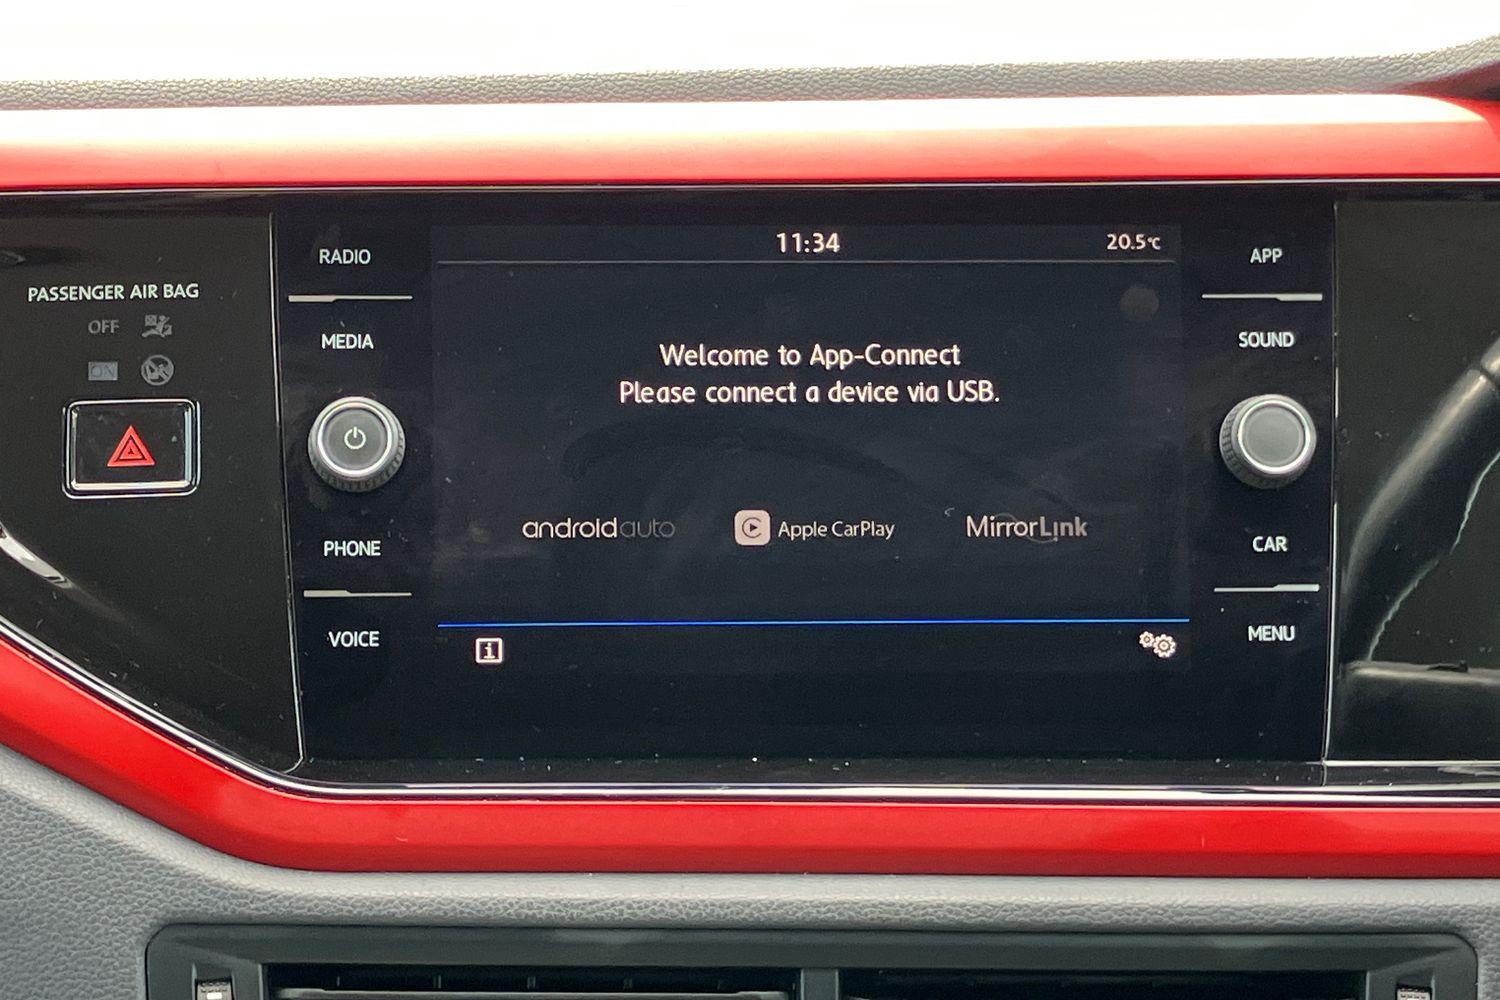 11:34
20.5°C
RADIO
APP
PASSENGER AIR BAG
OFF
ON
MEDIA
SOUND
Welcome to App-Connect
Please connect a device via USB.
androidauto
Apple CarPlay
MirrorLink
PHONE
CAR
VOICE
MENU
i